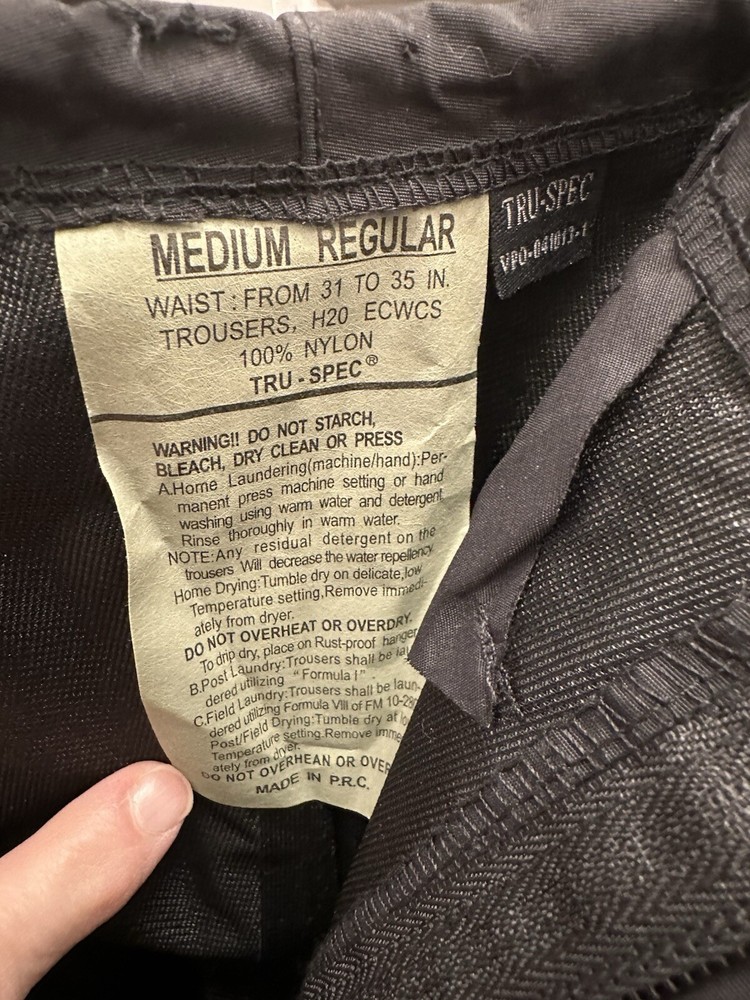 MEDIUM REGULAR
WAIST: FROM 31 TO 35 IN.
TROUSERS, H20 ECWCS
100% NYLON
TRU-SPEC®
WARNING!! DO NOT STARCH,
BLEACH, DRY CLEAN OR PRESS
A.Home Laundering(machine/hand):Per-
manent press machine setting or hand
washing using warm water and detergent
Rinse thoroughly in warm water.
NOTE:Any residual detergent on the
trousers Will decrease the water repellency
Home Drying:Tumble dry on delicate,low
Temperature setting,Remove immedi-
ately from dryer.
DO NOT OVERHEAT OR OVERDRY.
To drip dry, place on Rust-proof hanger
B.Post Laundry:Trousers shall be lau
dered utilizing "Formula I".
C.Field Laundry:Trousers shall be laun-
dered utilizing Formula VIII of FM 10-28
Post/Field Drying:Tumble dry at lo
Temperature setting.Remove imme
ately from dryer.
DO NOT OVERHEAN OR OVER
MADE IN P.R.C.
TRU-SPEC®